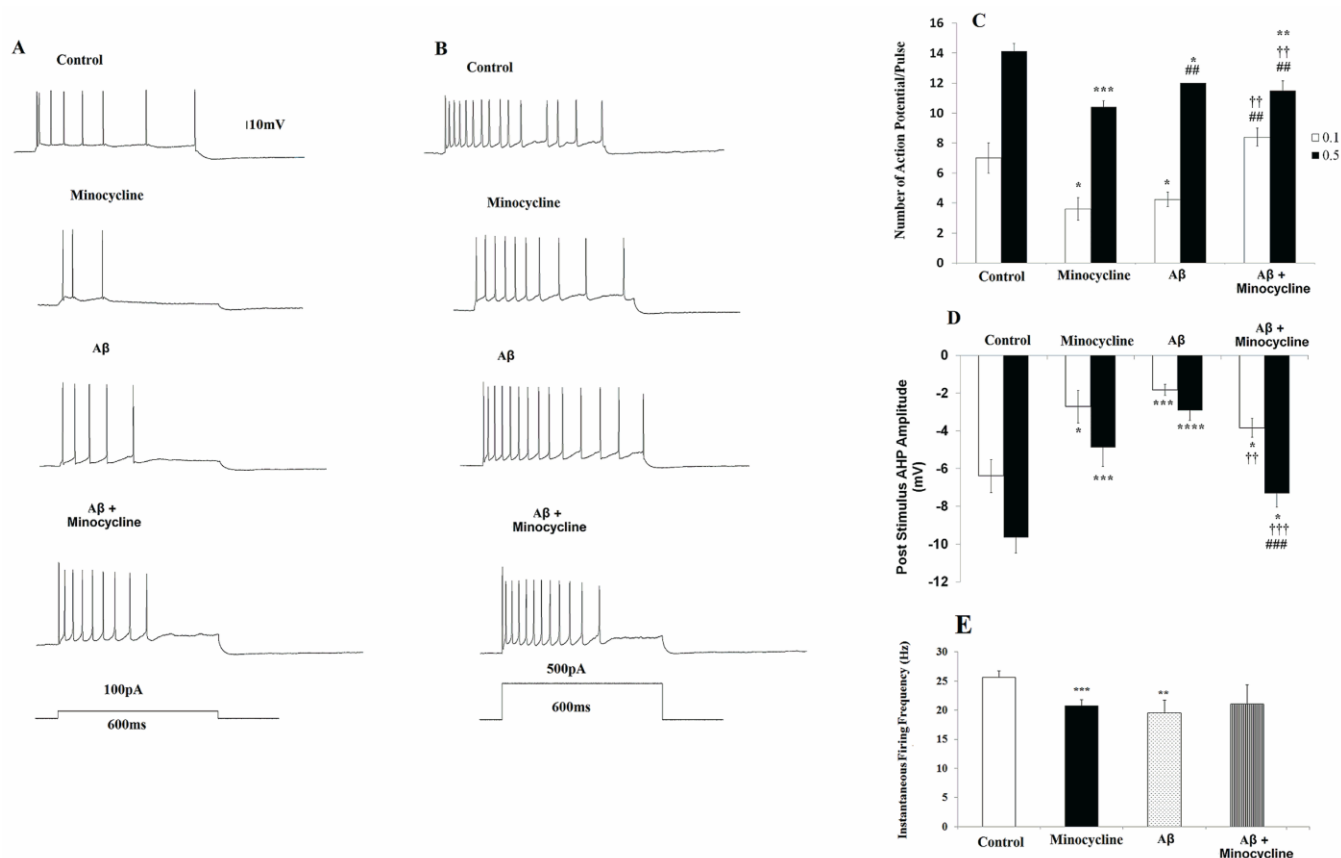 A
Control
10mV
Minocycline
Aβ
Aβ +
Minocycline
100pA
600ms
B
Control
Minocycline
Aβ
Aβ +
Minocycline
500pA
600ms
C
Number of Action Potential/Pulse
16
14
12
10
8
6
4
2
0
*
***
*
*
##
††
##
**
††
##
0.1
0.5
Control
Minocycline
Aβ
Aβ +
Minocycline
D
Post Stimulus AHP Amplitude
(mV)
Control
Minocycline
Aβ
Aβ +
Minocycline
0
-2
-4
-6
-8
-10
-12
*
***
***
****
*
††
*
†††
###
E
Instantaneous Firing Frequency (Hz)
30
25
20
15
10
5
0
***
**
Control
Minocycline
Aβ
Aβ +
Minocycline